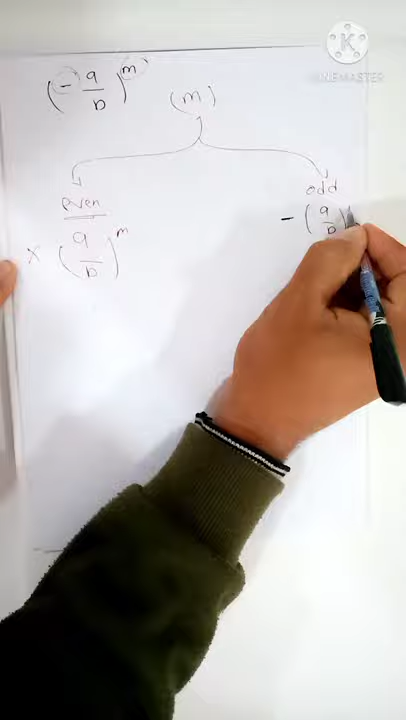 KINEMASTER
(- a/b)^m
(m)
even
odd
× (a/b)^m
- (a/b)